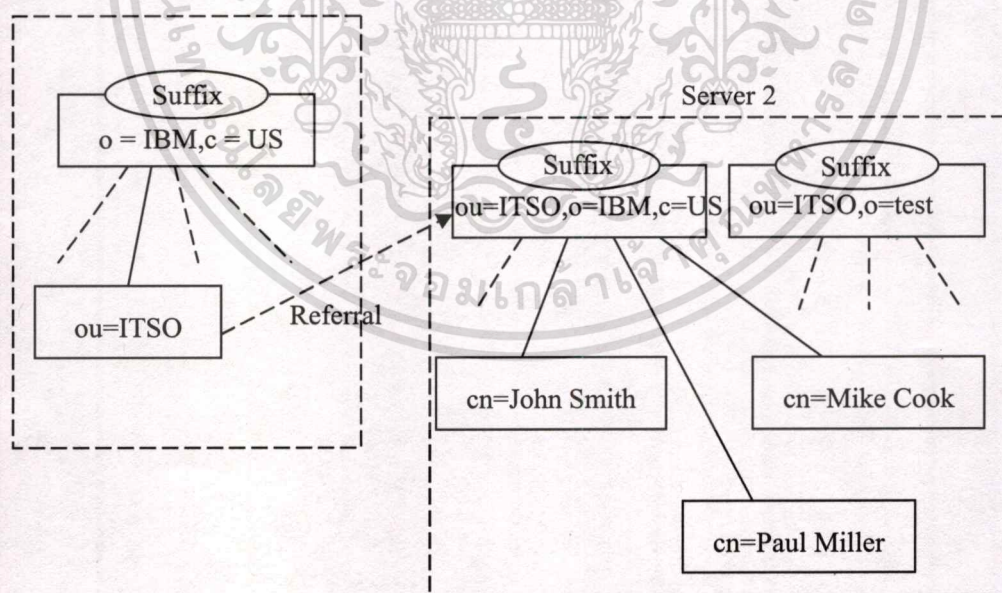 Suffix
o = IBM,c = US
ou=ITSO
Referral
Server 2
Suffix
ou=ITSO,o=IBM,c=US
Suffix
ou=ITSO,o=test
cn=John Smith
cn=Mike Cook
cn=Paul Miller